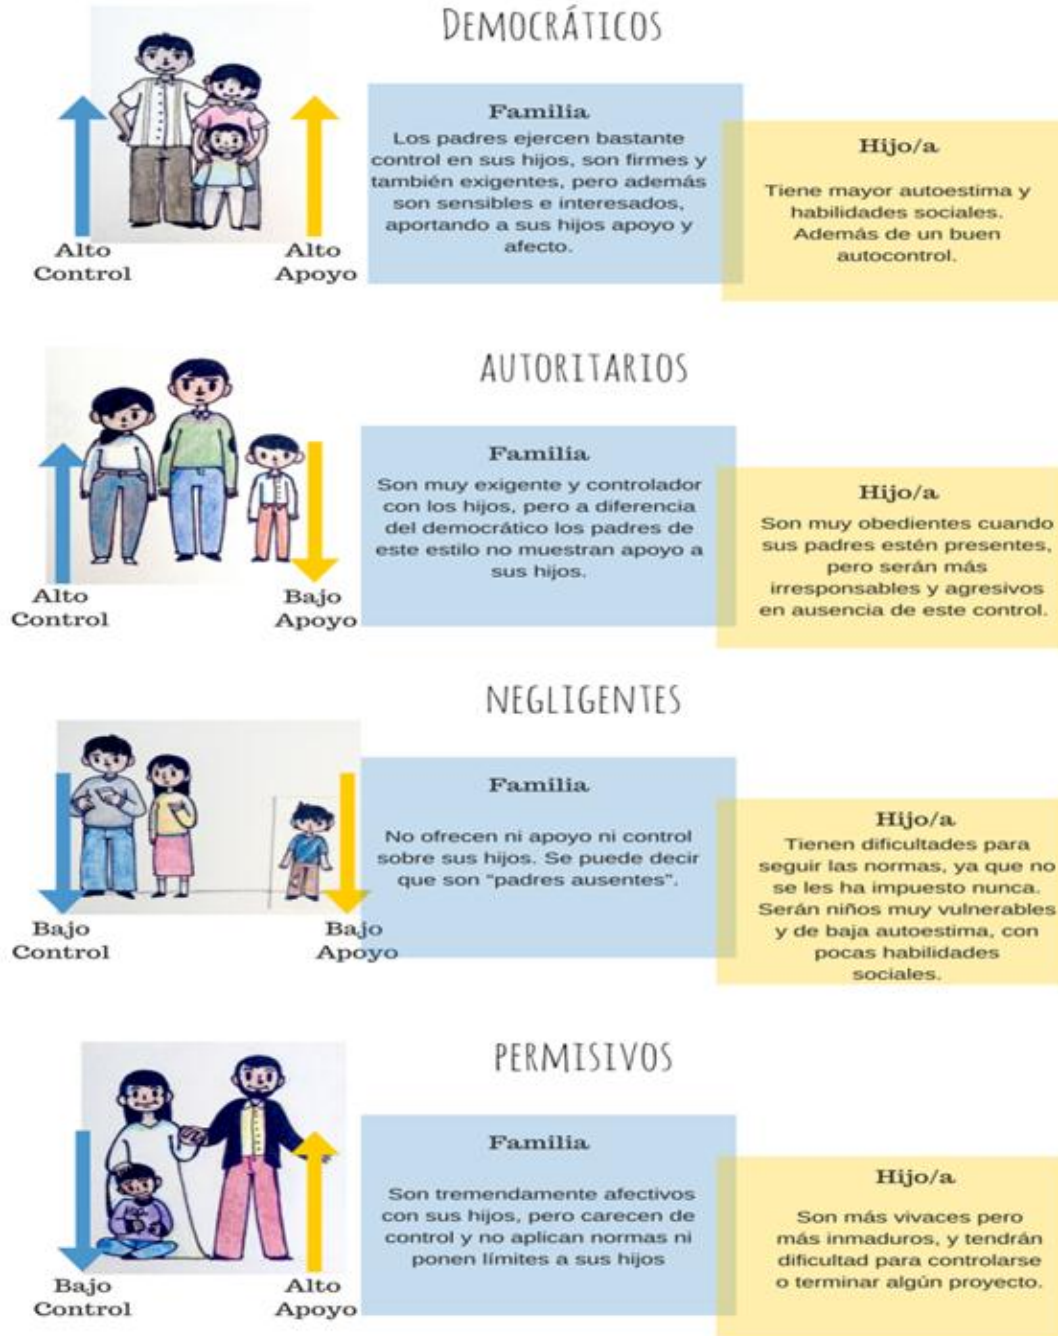 DEMOCRÁTICOS
Familia
Los padres ejercen bastante
control en sus hijos, son firmes y
también exigentes, pero además
son sensibles e interesados,
aportando a sus hijos apoyo y
afecto.
Hijo/a
Tiene mayor autoestima y
habilidades sociales.
Además de un buen
autocontrol.
Alto
Control
Alto
Apoyo
AUTORITARIOS
Familia
Son muy exigente y controlador
con los hijos, pero a diferencia
del democrático los padres de
este estilo no muestran apoyo a
sus hijos.
Hijo/a
Son muy obedientes cuando
sus padres estén presentes,
pero serán más
irresponsables y agresivos
en ausencia de este control.
Alto
Control
Bajo
Apoyo
NEGLIGENTES
Familia
No ofrecen ni apoyo ni control
sobre sus hijos. Se puede decir
que son "padres ausentes".
Hijo/a
Tienen dificultades para
seguir las normas, ya que no
se les ha impuesto nunca.
Serán niños muy vulnerables
y de baja autoestima, con
pocas habilidades
sociales.
Bajo
Control
Bajo
Apoyo
PERMISIVOS
Familia
Son tremendamente afectivos
con sus hijos, pero carecen de
control y no aplican normas ni
ponen límites a sus hijos
Hijo/a
Son más vivaces pero
más inmaduros, y tendrán
dificultad para controlarse
o terminar algún proyecto.
Bajo
Control
Alto
Apoyo